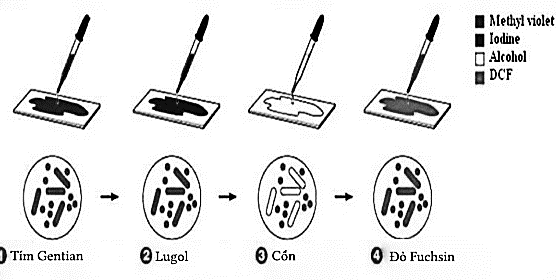 Methyl violet
Iodine
Alcohol
DCF
1 Tím Gentian
2 Lugol
3 Cồn
4 Đỏ Fuchsin